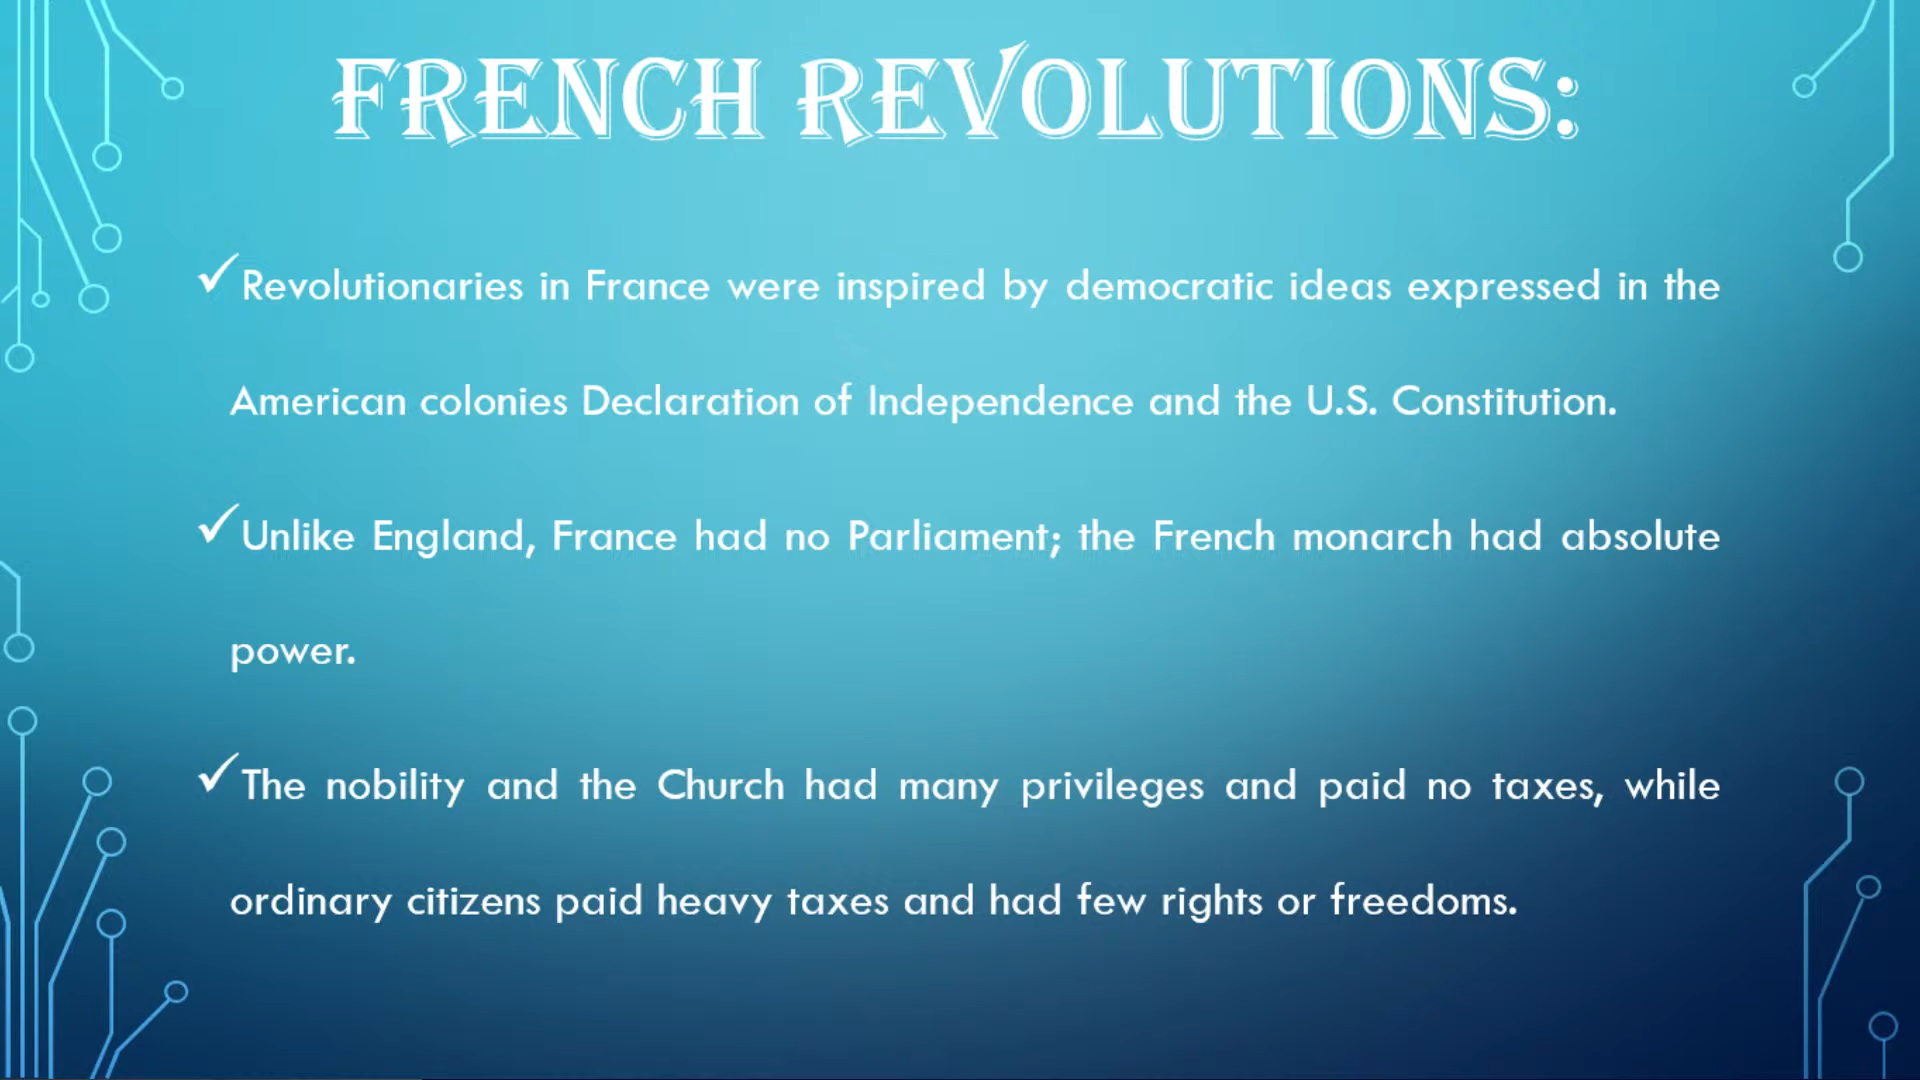 FRENCH REVOLUTIONS:
✓Revolutionaries in France were inspired by democratic ideas expressed in the
American colonies Declaration of Independence and the U.S. Constitution.
✓Unlike England, France had no Parliament; the French monarch had absolute
power.
✓The nobility and the Church had many privileges and paid no taxes, while
ordinary citizens paid heavy taxes and had few rights or freedoms.